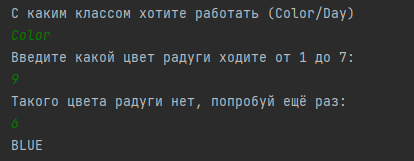 С каким классом хотите работать (Color/Day)
Color
Введите какой цвет радуги ходите от 1 до 7:
9
Такого цвета радуги нет, попробуй ещё раз:
6
BLUE